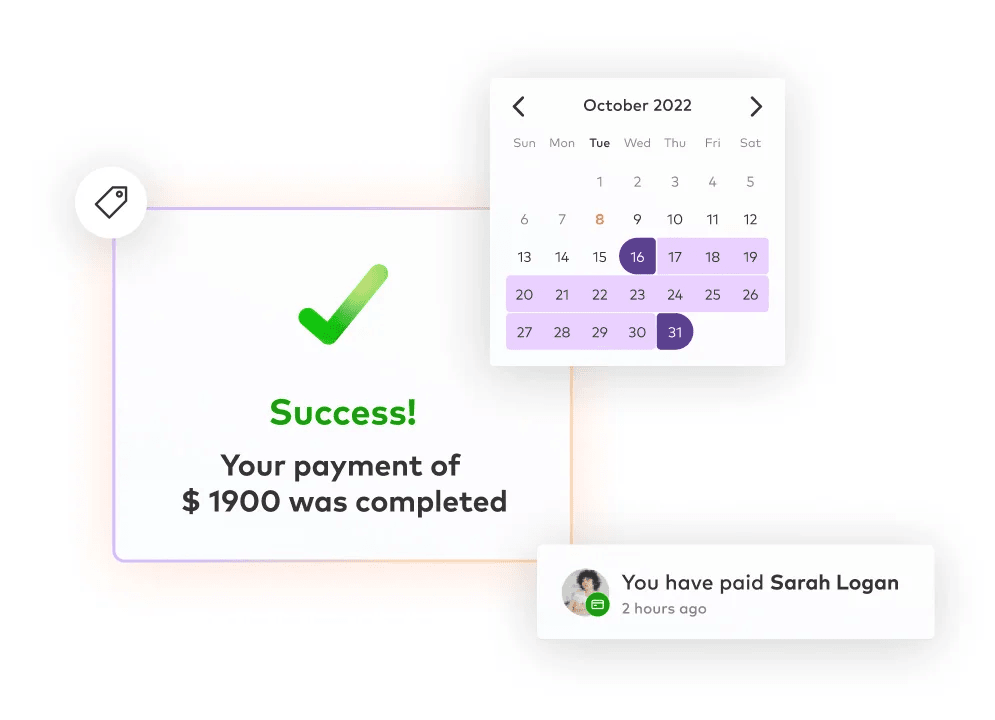 October 2022
Sun Mon Tue Wed Thu Fri Sat
1 2 3 4 5
6 7 8 9 10 11 12
13 14 15 16 17 18 19
20 21 22 23 24 25 26
27 28 29 30 31
Success!
Your payment of
$ 1900 was completed
You have paid Sarah Logan
2 hours ago